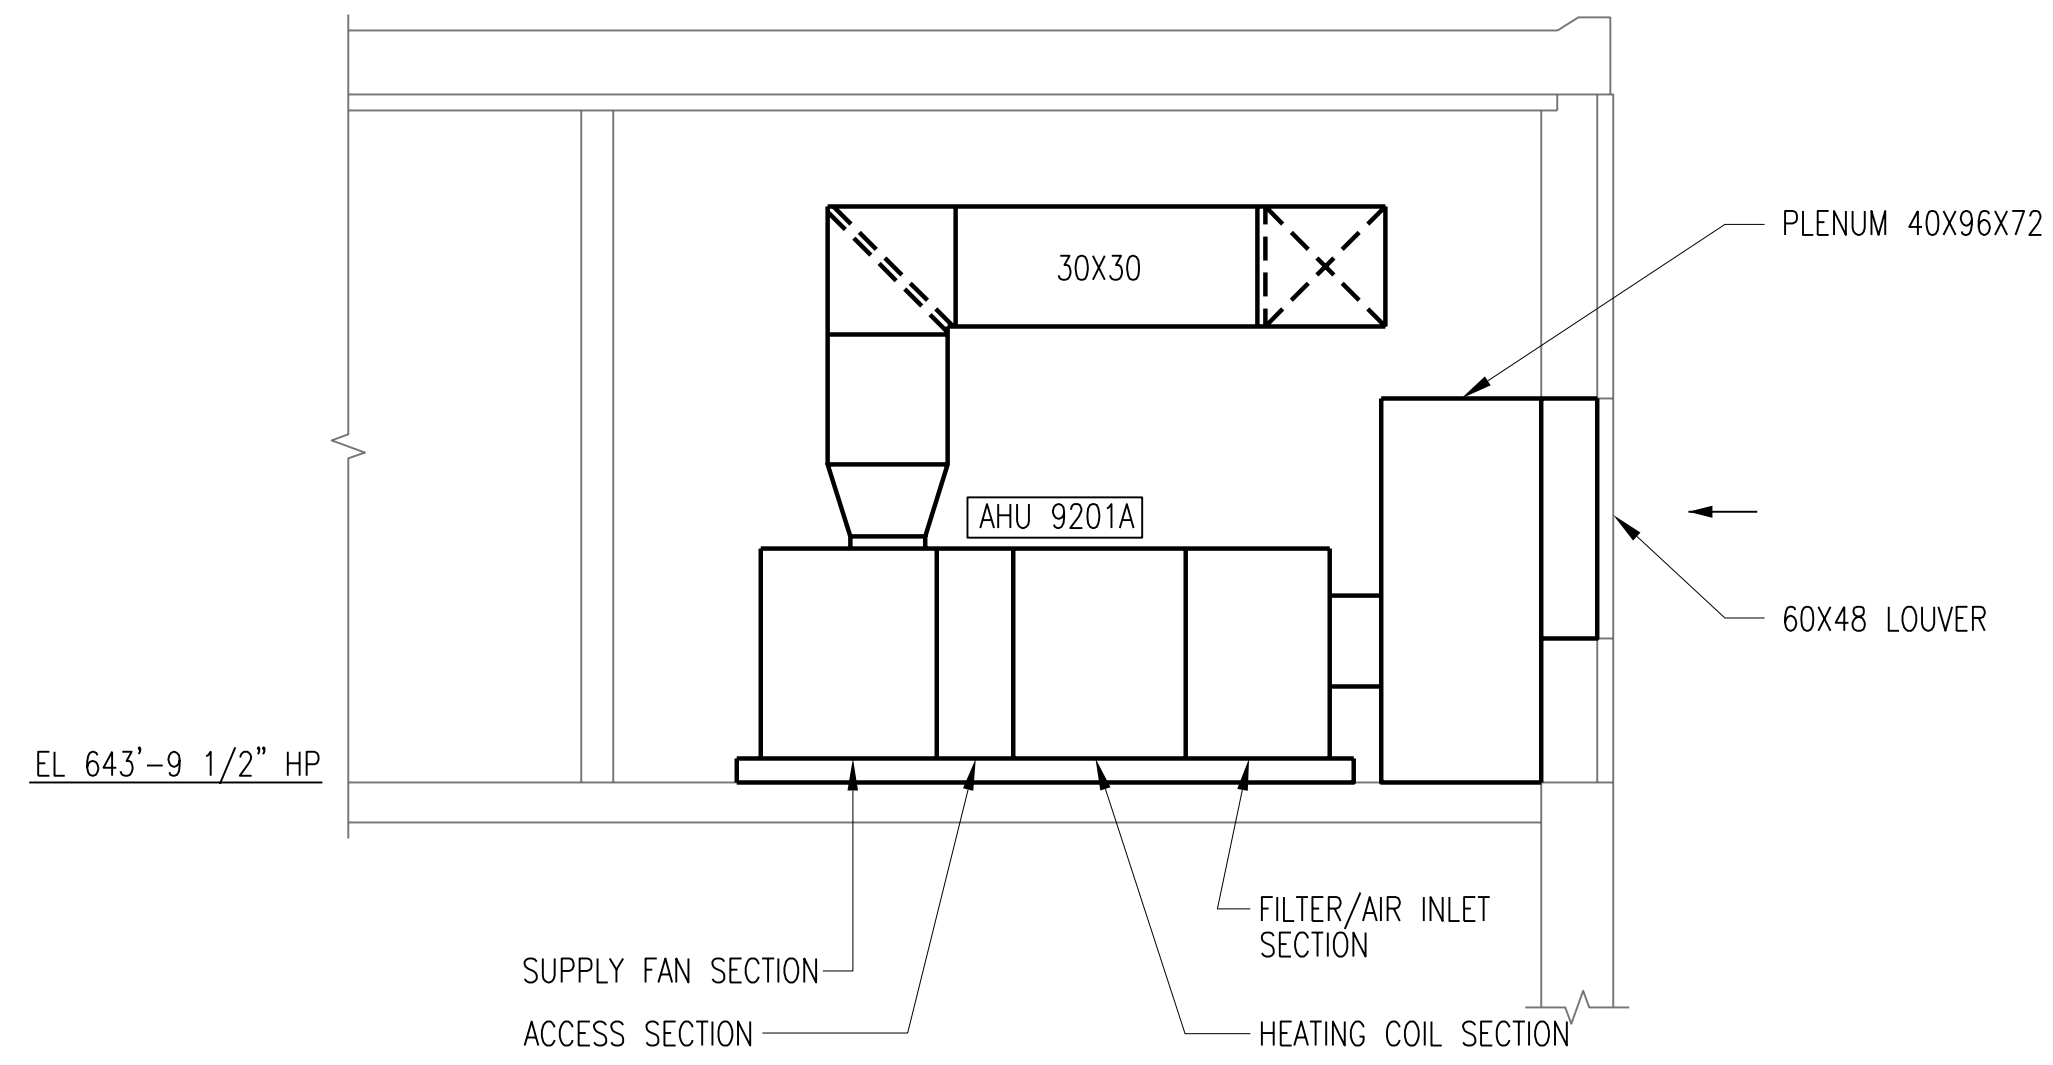 PLENUM 40X96X72
30X30
AHU 9201A
60X48 LOUVER
EL 643'-9 1/2" HP
FILTER/AIR INLET
SECTION
SUPPLY FAN SECTION
ACCESS SECTION
HEATING COIL SECTION